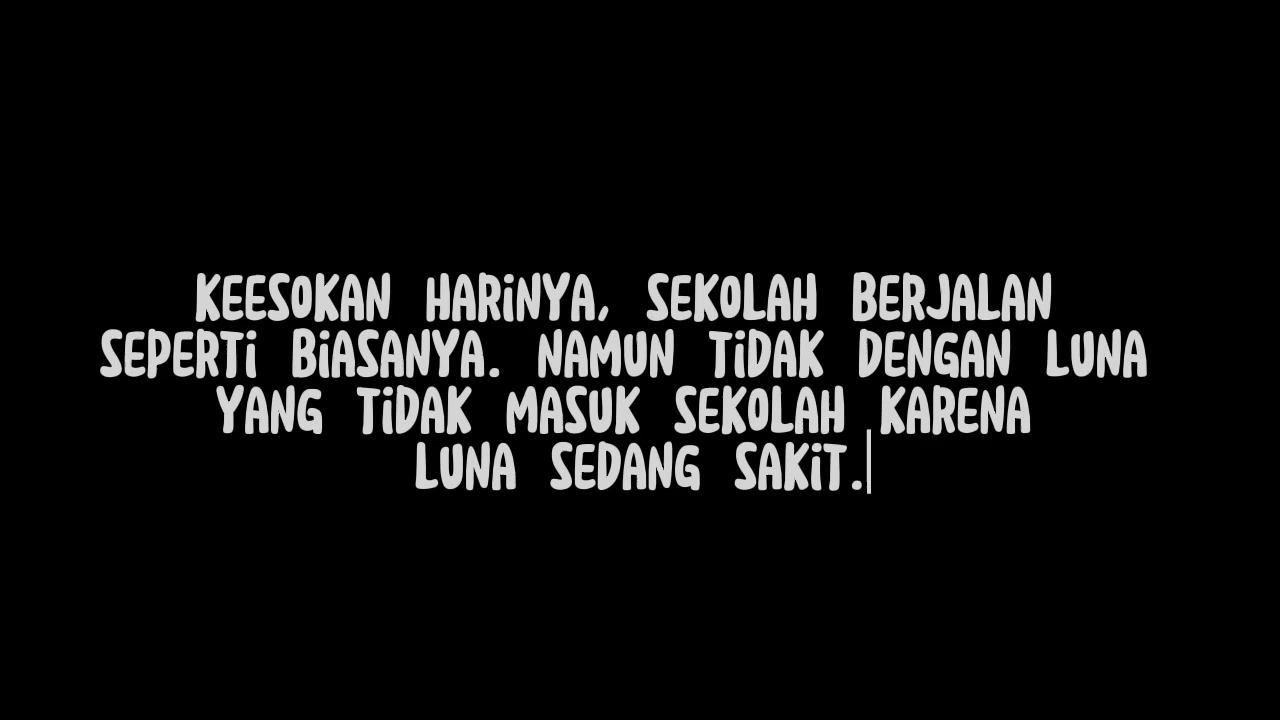 KEESOKAN HARiNYA, SEKOLAH BERJALAN
SEPERTi BiASANYA. NAMUN TiDAK DENGAN LUNA
YANG TiDAK MASUK SEKOLAH KARENA
LUNA SEDANG SAKiT.